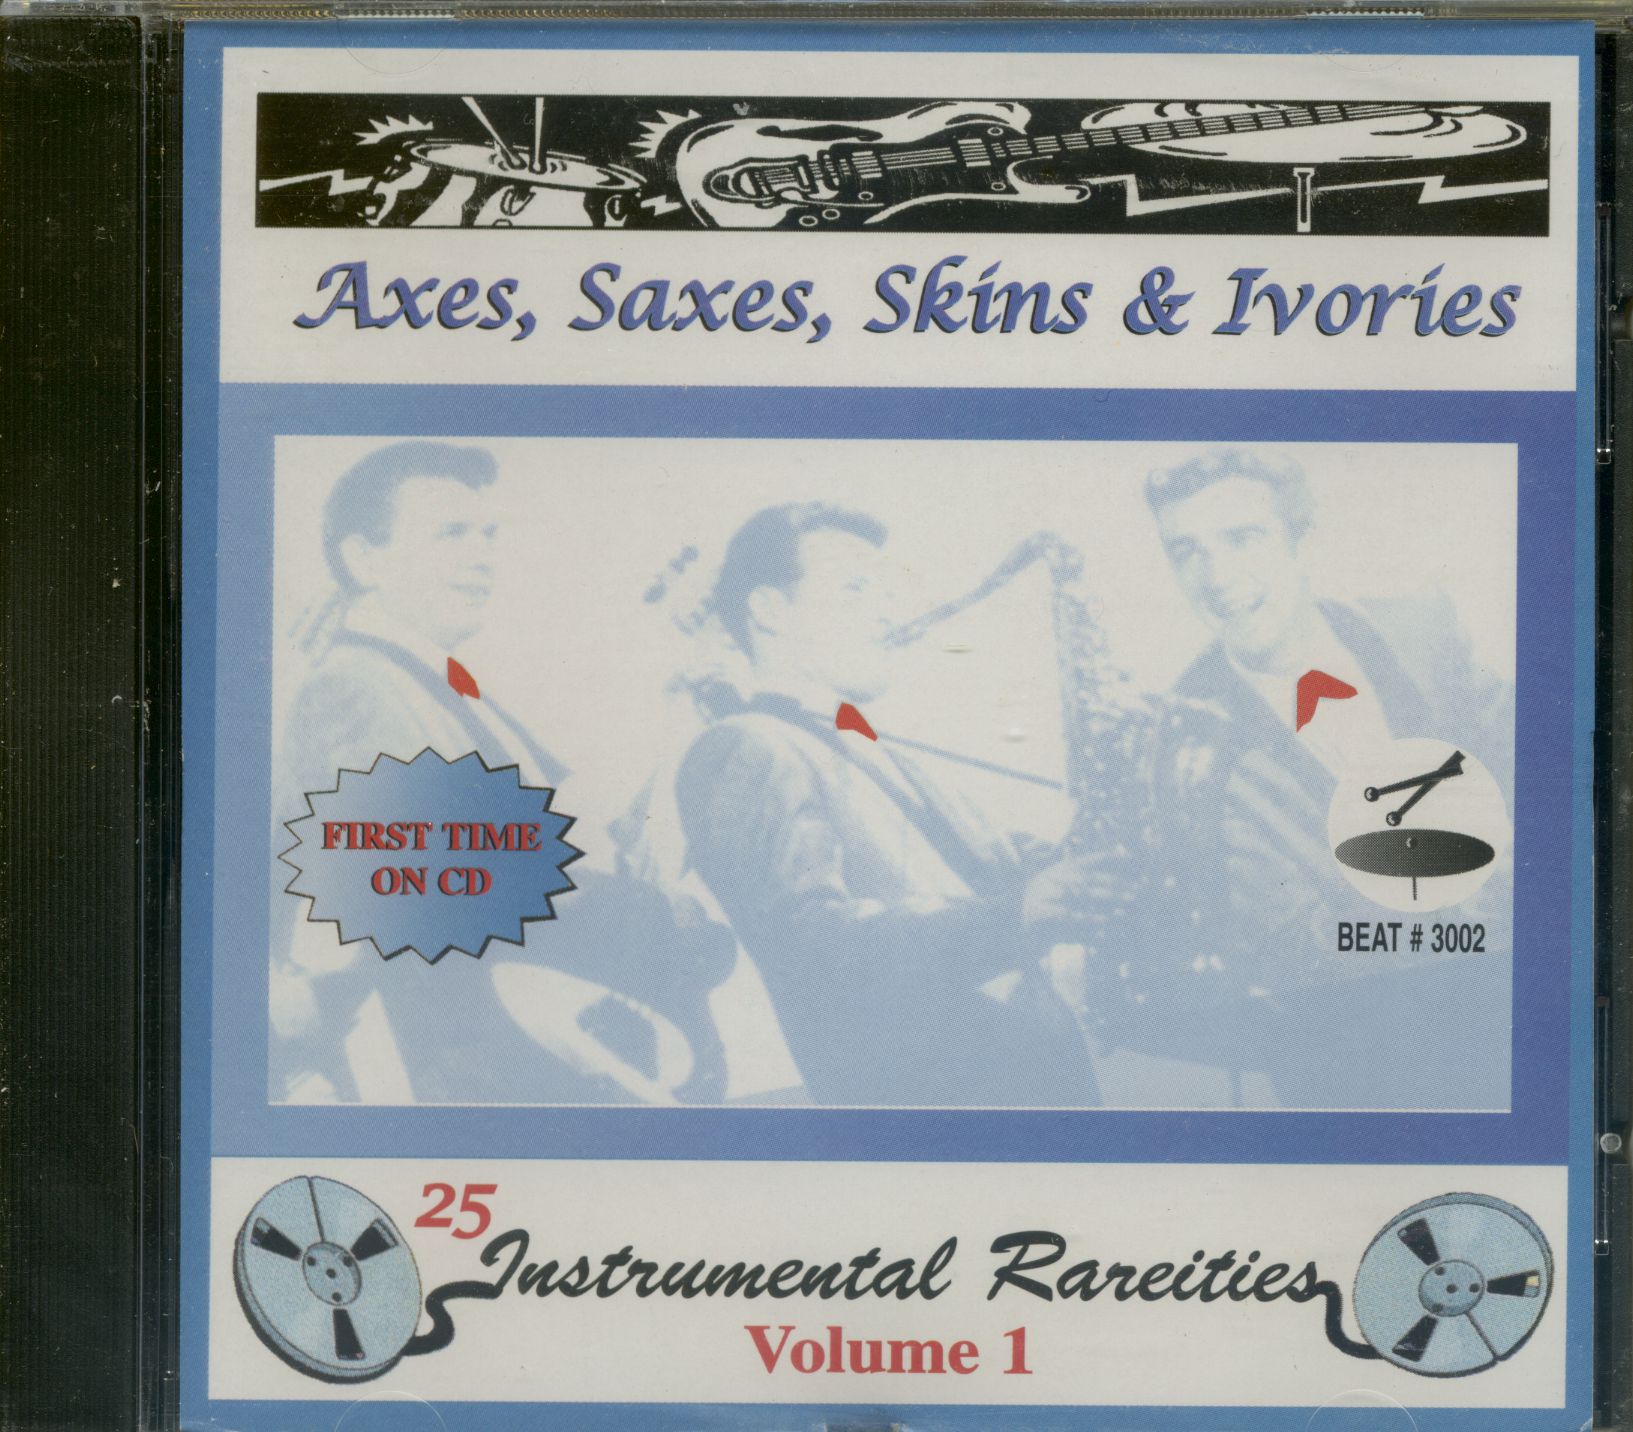 Axes, Saxes, Skins & Ivories
FIRST TIME
ON CD
BEAT # 3002
25
Instrumental Rareities
Volume 1